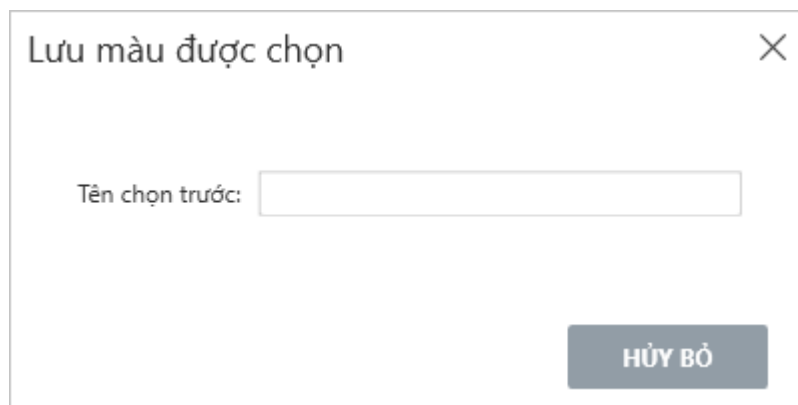 Lưu màu được chọn
Tên chọn trước:
HỦY BỎ